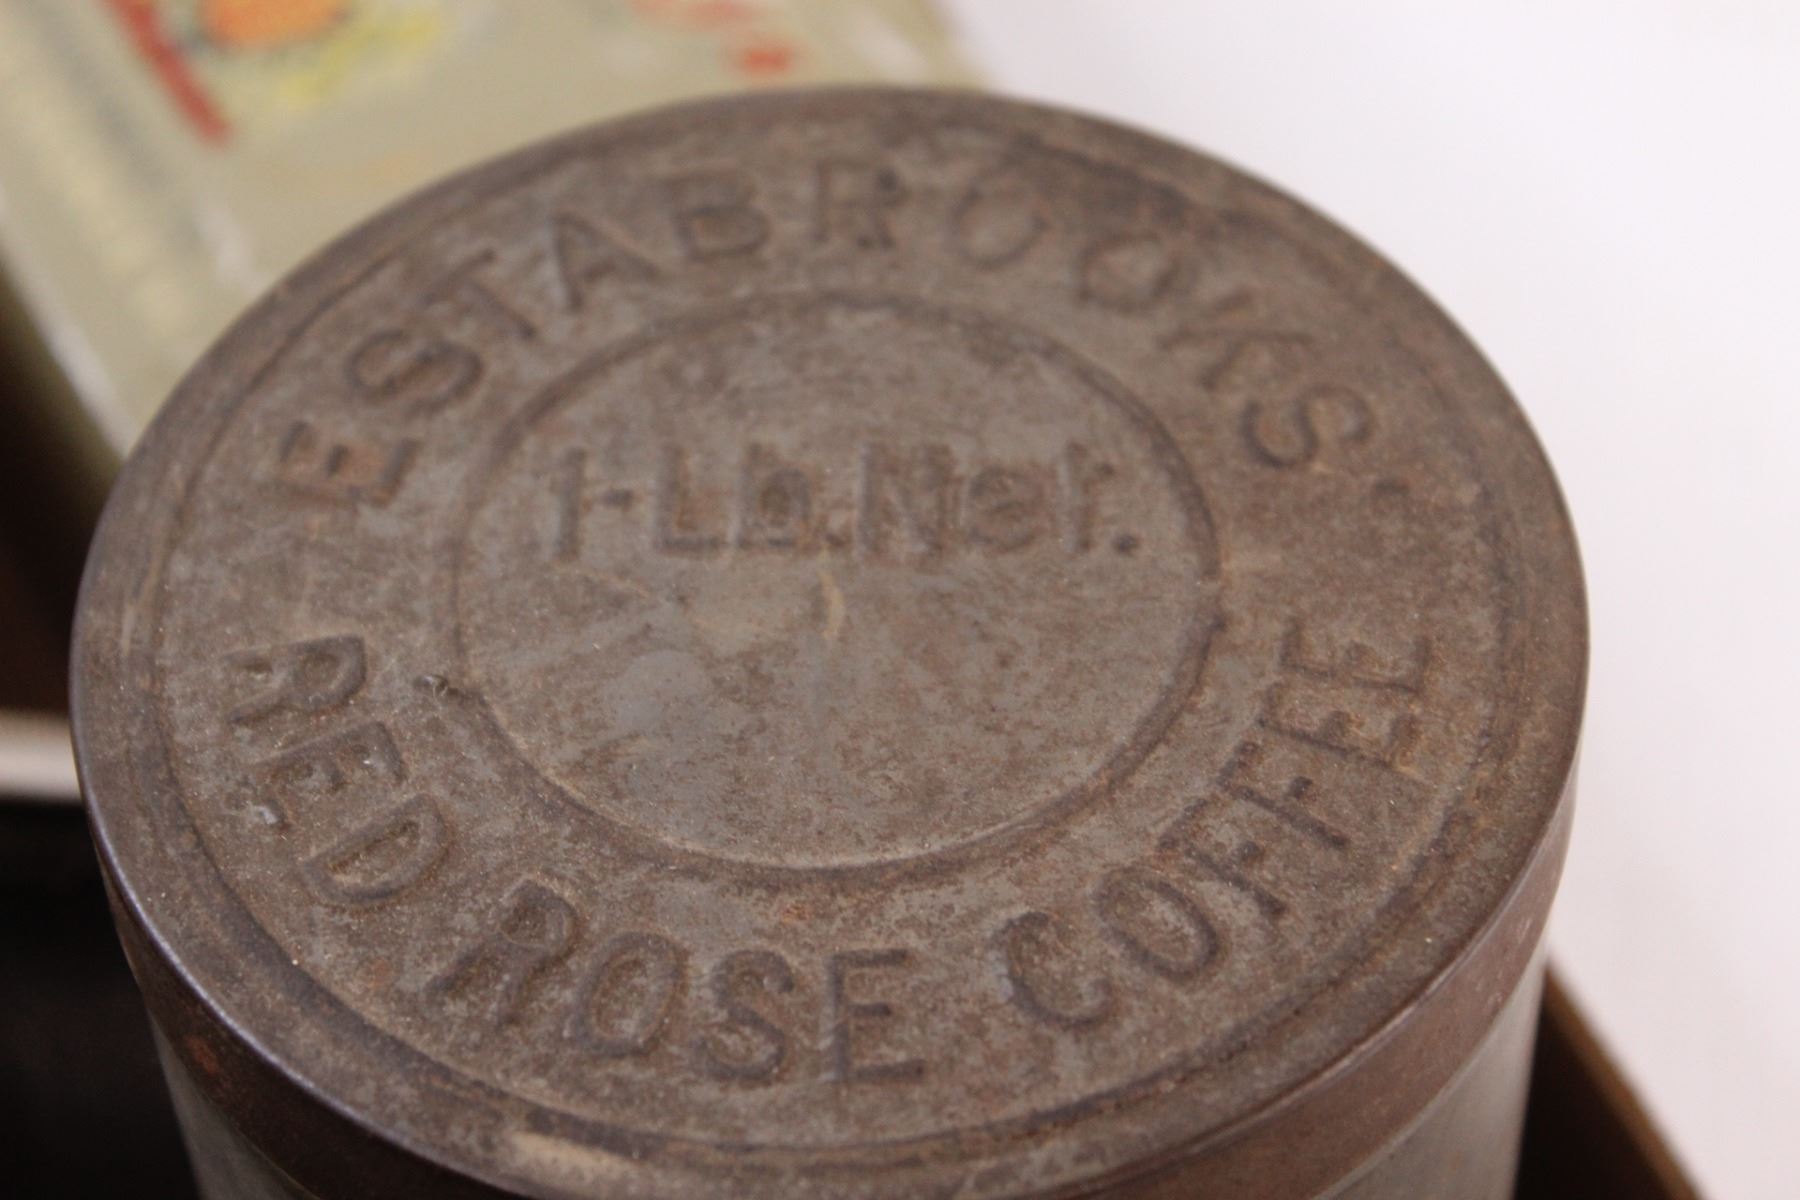 ESTABROOKS.
1-Lb.Net.
RED ROSE COFFEE